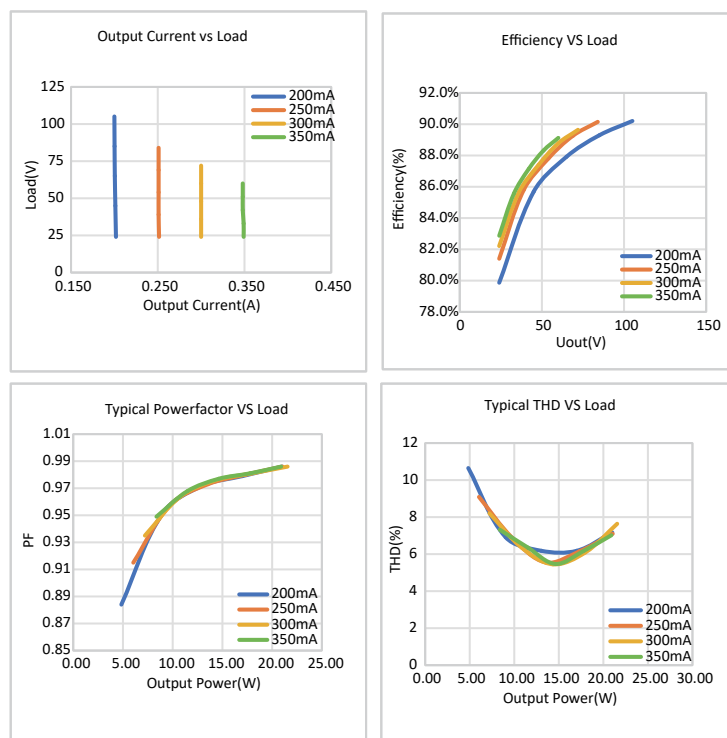 Output Current vs Load
125
100
75
50
25
0
0.150
0.250
0.350
0.450
Load(V)
Output Current(A)
200mA
250mA
300mA
350mA
Efficiency VS Load
92.0%
90.0%
88.0%
86.0%
84.0%
82.0%
80.0%
78.0%
0
50
100
150
Efficiency(%)
Uout(V)
200mA
250mA
300mA
350mA
Typical Powerfactor VS Load
1.01
0.99
0.97
0.95
0.93
0.91
0.89
0.87
0.85
0.00
5.00
10.00
15.00
20.00
25.00
PF
Output Power(W)
200mA
250mA
300mA
350mA
Typical THD VS Load
12
10
8
6
4
2
0
0.00
5.00
10.00
15.00
20.00
25.00
30.00
THD(%)
Output Power(W)
200mA
250mA
300mA
350mA